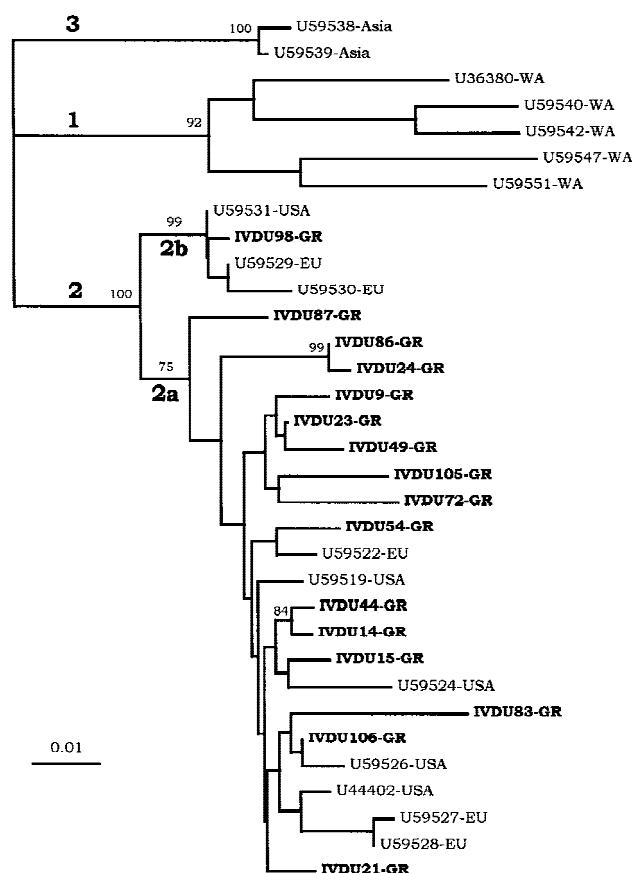 3
100
U59538-Asia
U59539-Asia
U36380-WA
1
92
U59540-WA
U59542-WA
U59547-WA
U59551-WA
U59531-USA
99
IVDU98-GR
2b
U59529-EU
2
100
U59530-EU
IVDU87-GR
IVDU86-GR
99
75
IVDU24-GR
2a
IVDU9-GR
IVDU23-GR
IVDU49-GR
IVDU105-GR
IVDU72-GR
IVDU54-GR
U59522-EU
U59519-USA
84
IVDU44-GR
IVDU14-GR
IVDU15-GR
U59524-USA
IVDU83-GR
IVDU106-GR
0.01
U59526-USA
U44402-USA
U59527-EU
U59528-EU
IVDU21-GR